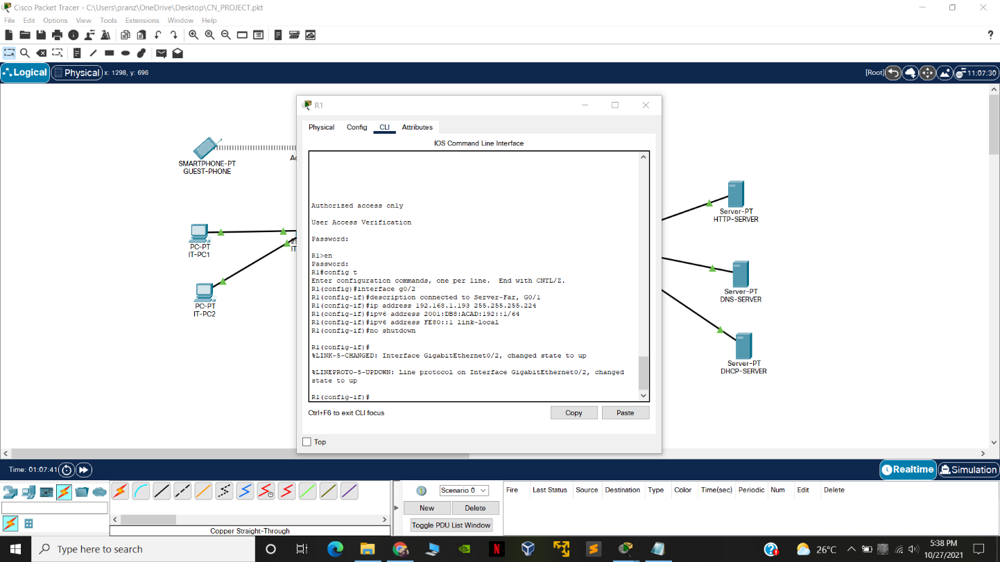 Cisco Packet Tracer - C:\Users\pranz\OneDrive\Desktop\CN_PROJECT.pkt
File Edit Options View Tools Extensions Window Help
Logical Physical x: 1298, y: 696 [Root] 11:07:30
R1
Physical Config CLI Attributes
IOS Command Line Interface
SMARTPHONE-PT
GUEST-PHONE
PC-PT
IT-PC1
PC-PT
IT-PC2
Authorized access only
User Access Verification
Password:
R1>en
Password:
R1#config t
Enter configuration commands, one per line. End with CNTL/Z.
R1(config)#interface g0/2
R1(config-if)#description connected to Server-Far, G0/1
R1(config-if)#ip address 192.168.1.193 255.255.255.224
R1(config-if)#ipv6 address 2001:DB8:ACAD:192::1/64
R1(config-if)#ipv6 address FE80::1 link-local
R1(config-if)#no shutdown
R1(config-if)#
%LINK-5-CHANGED: Interface GigabitEthernet0/2, changed state to up
%LINEPROTO-5-UPDOWN: Line protocol on Interface GigabitEthernet0/2, changed
state to up
R1(config-if)#
Ctrl+F6 to exit CLI focus Copy Paste
Top
Server-PT
HTTP-SERVER
Server-PT
DNS-SERVER
Server-PT
DHCP-SERVER
Time: 01:07:41 Realtime Simulation
Scenario 0
New Delete
Toggle PDU List Window
Fire Last Status Source Destination Type Color Time(sec) Periodic Num Edit Delete
Copper Straight-Through
Type here to search
26°C
5:38 PM
10/27/2021